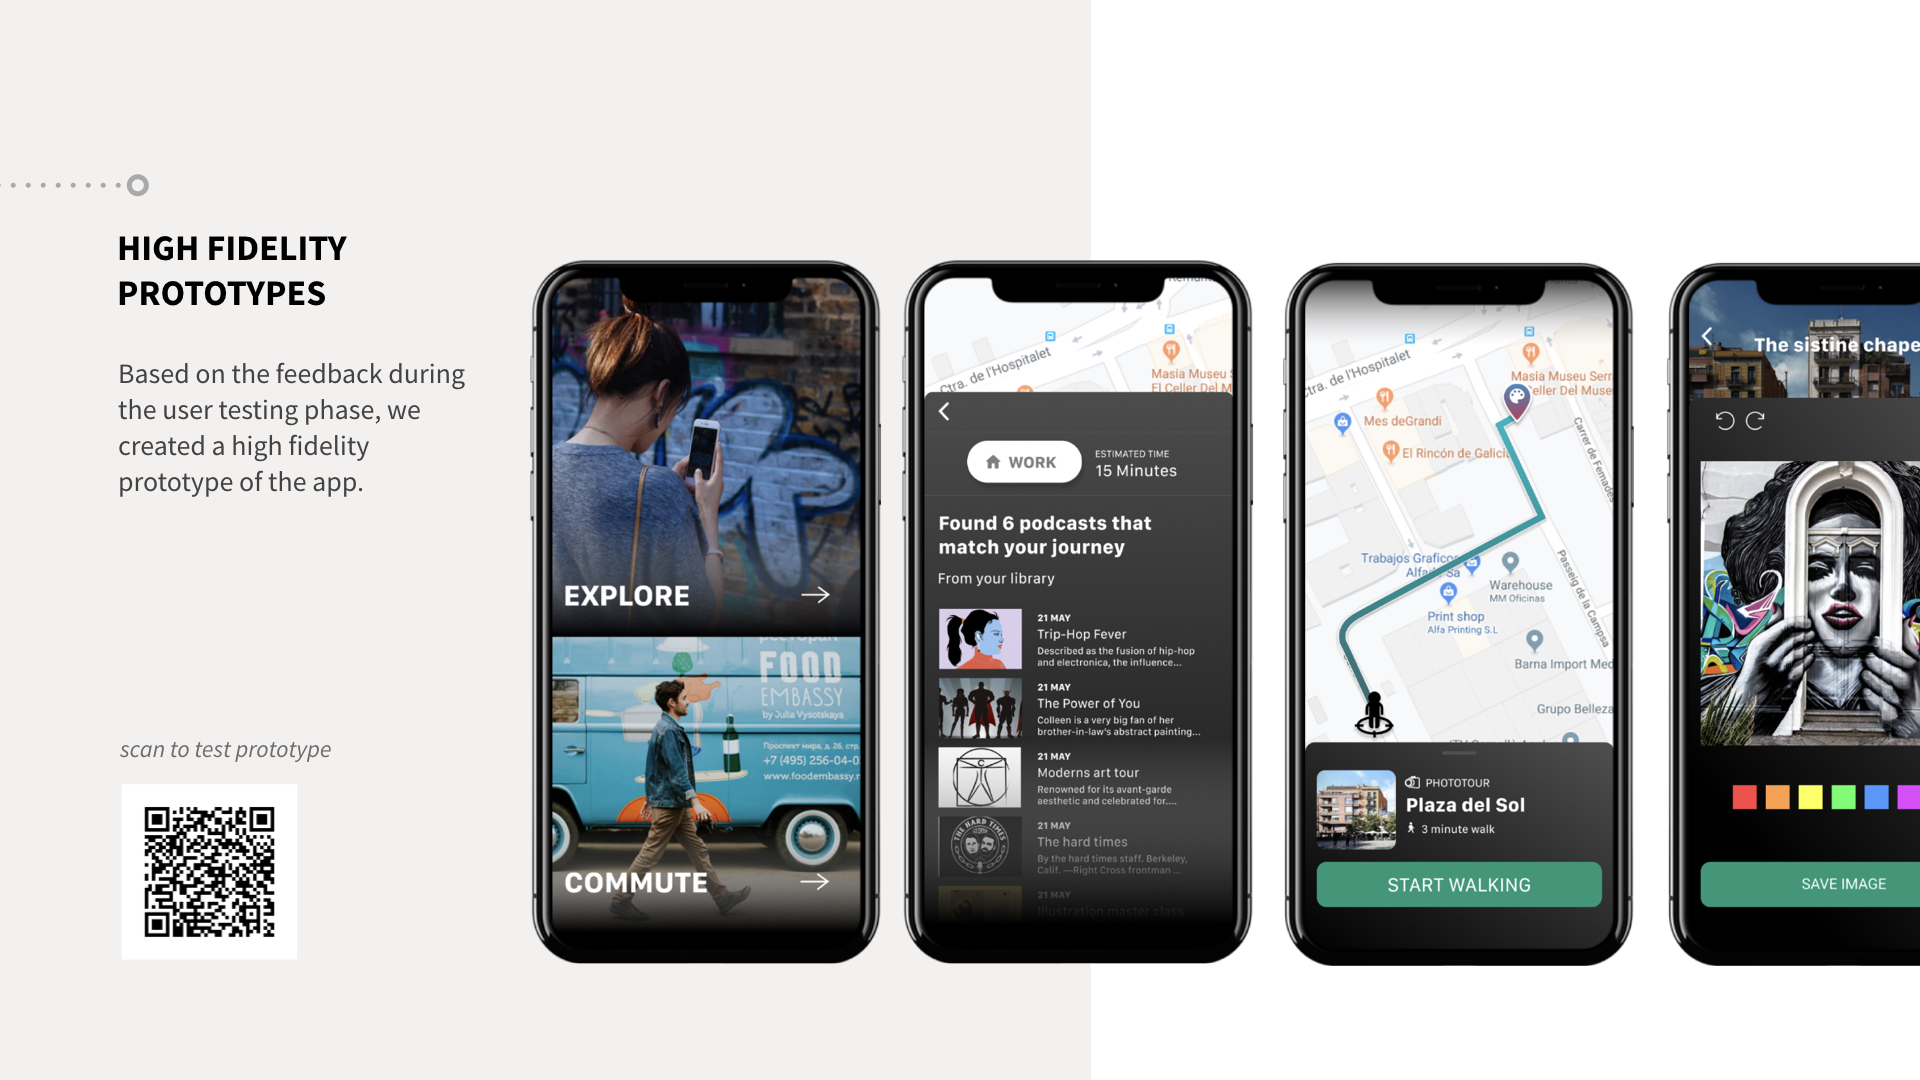 HIGH FIDELITY
PROTOTYPES
Based on the feedback during
the user testing phase, we
created a high fidelity
prototype of the app.
scan to test prototype
EXPLORE
FOOD
EMBASSY
by Julia Vysotskaya
Проспект мира, д. 26, стр.
+7 (495) 256-04-0
www.foodembassy.r
COMMUTE
Ctra. de l'Hospitalet
Masia Museu S
El Celler Del M
WORK
ESTIMATED TIME
15 Minutes
Found 6 podcasts that
match your journey
From your library
21 MAY
Trip-Hop Fever
Described as the fusion of hip-hop
and electronica, the influence...
21 MAY
The Power of You
Colleen is a very big fan of her
brother-in-law's abstract painting...
21 MAY
Moderns art tour
Renowned for its avant-garde
aesthetic and celebrated for....
THE HARD TIMES
21 MAY
The hard times
By the hard times staff. Berkeley,
Calif. —Right Cross frontman ...
21 MAY
Illustration master class
Ctra. de l'Hospitalet
Masia Museu Serr
Celler Del Muse
Mes deGrandi
El Rincón de Galicia
Carrer de Femades
Trabajos Graficos
Alfa Sa
Warehouse
MM Oficinas
Passeig de la Campsa
Print shop
Alfa Printing S.L
Barna Import Med
Grupo Belleza
PHOTOTOUR
Plaza del Sol
3 minute walk
START WALKING
The sistine chape
SAVE IMAGE